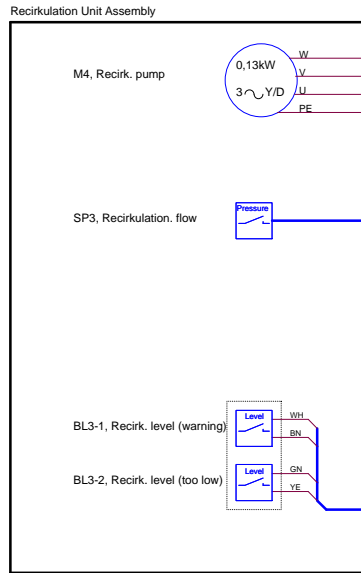 Recirkulation Unit Assembly
M4, Recirk. pump
0,13kW
3 Y/D
W
V
U
PE
SP3, Recirkulation. flow
Pressure
BL3-1, Recirk. level (warning)
Level
WH
BN
BL3-2, Recirk. level (too low)
Level
GN
YE